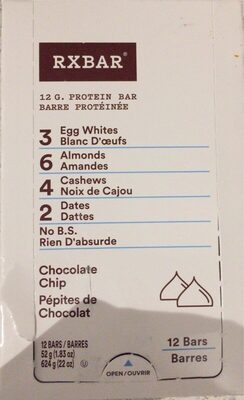 RXBAR®
12 G. PROTEIN BAR
BARRE PROTÉINÉE
3 Egg Whites
Blanc D'œufs
6 Almonds
Amandes
4 Cashews
Noix de Cajou
2 Dates
Dattes
No B.S.
Rien D'absurde
Chocolate
Chip
Pépites de
Chocolat
12 BARS / BARRES
52 g (1.83 oz)
624 g (22 oz)
OPEN / OUVRIR
12 Bars
Barres